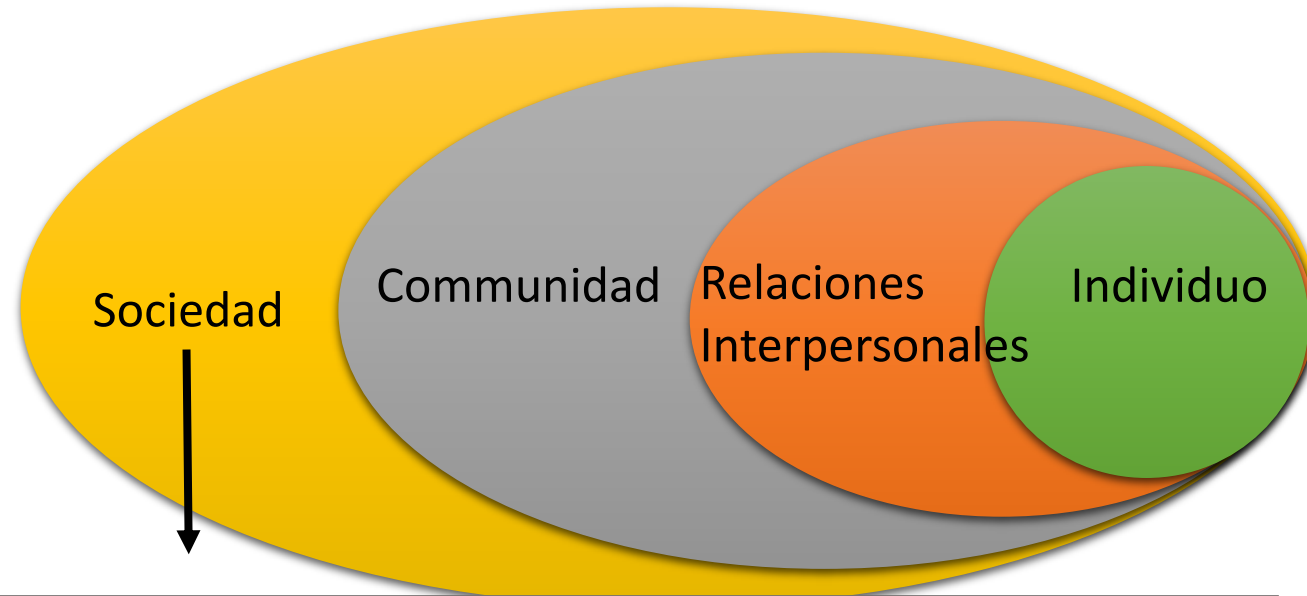 Sociedad
Communidad
Relaciones
Interpersonales
Individuo